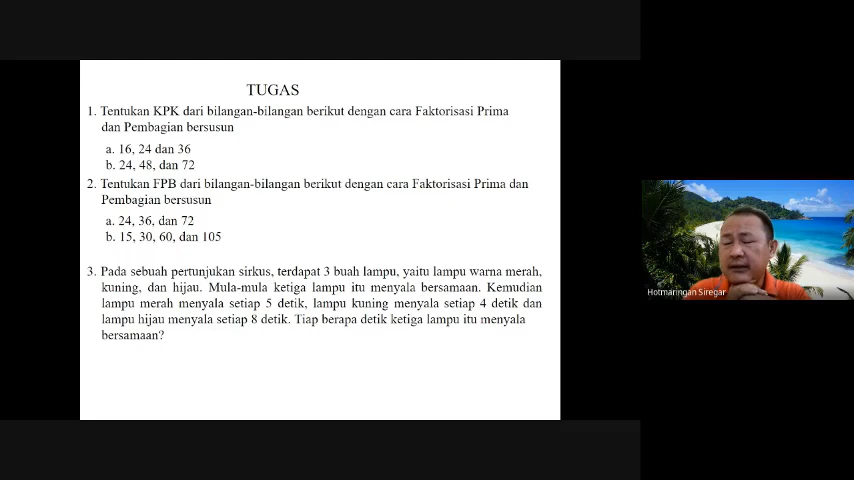 TUGAS
1. Tentukan KPK dari bilangan-bilangan berikut dengan cara Faktorisasi Prima
dan Pembagian bersusun
a. 16, 24 dan 36
b. 24, 48, dan 72
2. Tentukan FPB dari bilangan-bilangan berikut dengan cara Faktorisasi Prima dan
Pembagian bersusun
a. 24, 36, dan 72
b. 15, 30, 60, dan 105
3. Pada sebuah pertunjukan sirkus, terdapat 3 buah lampu, yaitu lampu warna merah,
kuning, dan hijau. Mula-mula ketiga lampu itu menyala bersamaan. Kemudian
lampu merah menyala setiap 5 detik, lampu kuning menyala setiap 4 detik dan
lampu hijau menyala setiap 8 detik. Tiap berapa detik ketiga lampu itu menyala
bersamaan?
Hotmaringan Siregar